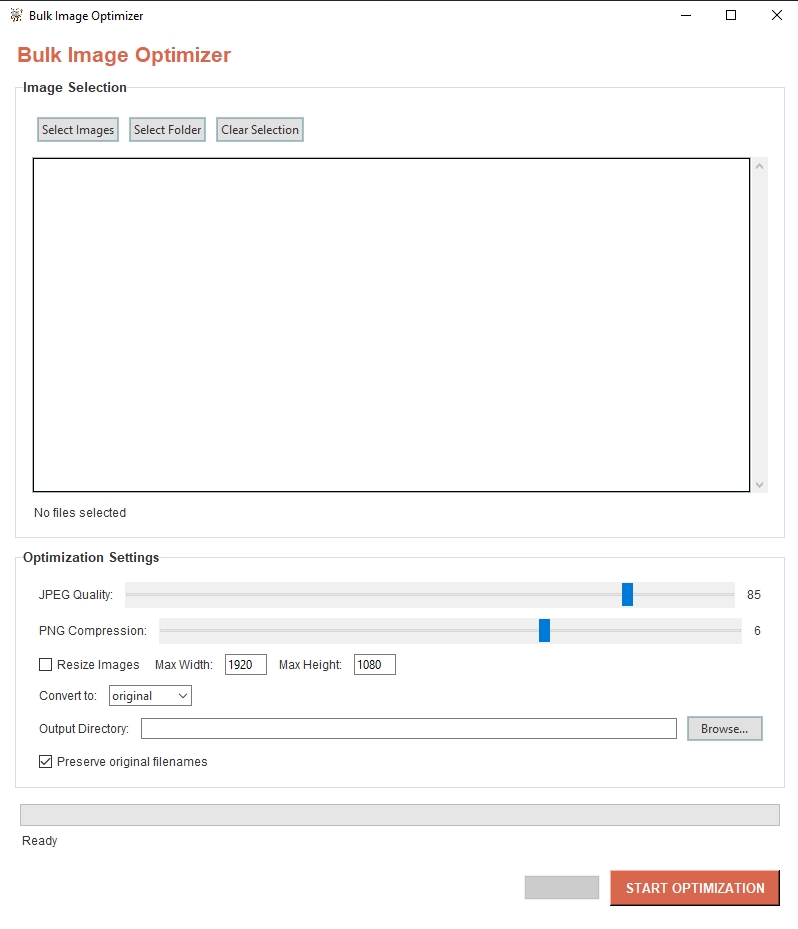 Bulk Image Optimizer
Bulk Image Optimizer
Image Selection
Select Images Select Folder Clear Selection
No files selected
Optimization Settings
JPEG Quality: 85
PNG Compression: 6
Resize Images Max Width: 1920 Max Height: 1080
Convert to: original
Output Directory: Browse...
Preserve original filenames
Ready
START OPTIMIZATION